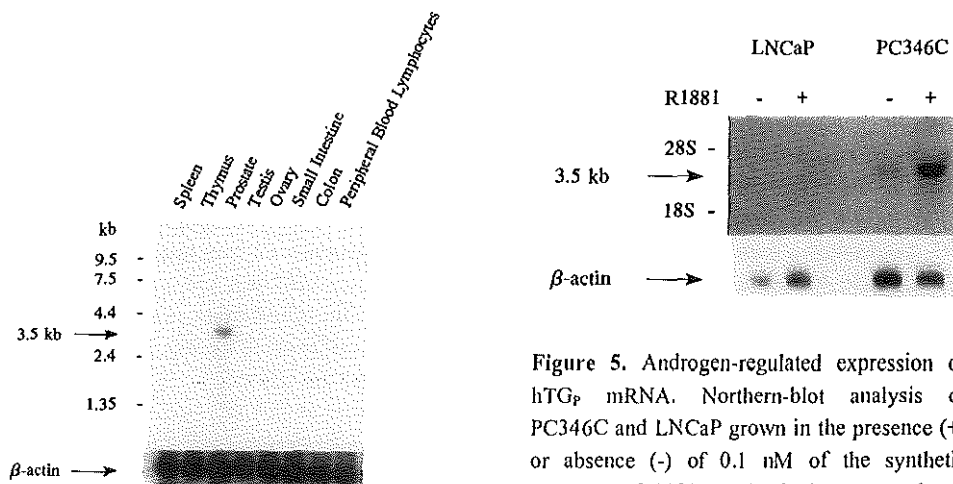 Spleen
Thymus
Prostate
Testis
Ovary
Small Intestine
Colon
Peripheral Blood Lymphocytes
kb
9.5 -
7.5 -
4.4 -
3.5 kb
2.4 -
1.35 -
β-actin
LNCaP PC346C
R1881 - + - +
28S -
3.5 kb
18S -
β-actin
Figure 5. Androgen-regulated expression o
hTGP mRNA. Northern-blot analysis o
PC346C and LNCaP grown in the presence (+
or absence (-) of 0.1 nM of the syntheti